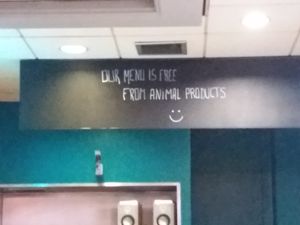 OUR MENU IS FREE
FROM ANIMAL PRODUCTS